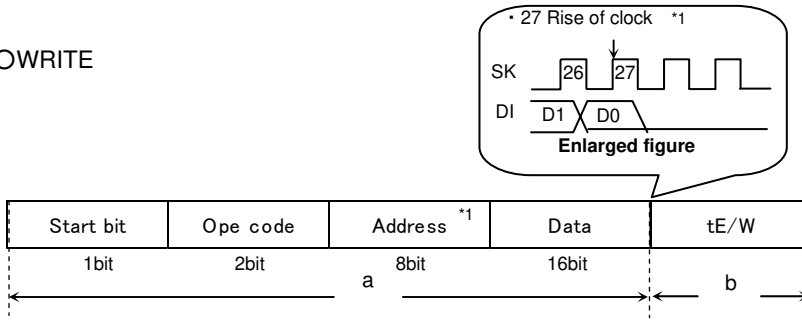 ・27 Rise of clock *1
○WRITE
SK 26 27
DI D1 D0
Enlarged figure
Start bit Ope code Address *1 Data tE/W
1bit 2bit 8bit 16bit
a b